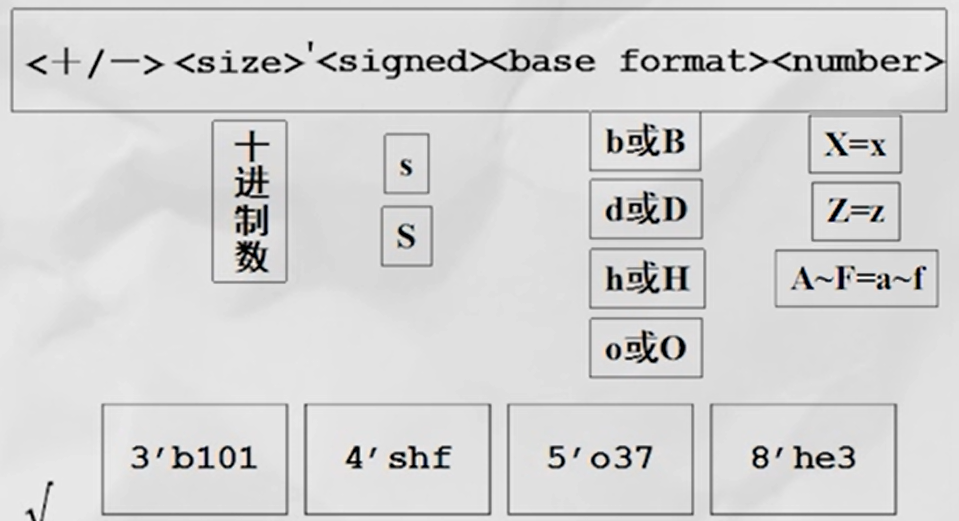 <+/-><size>'<signed><base format><number>
十进制数
s
S
b或B
d或D
h或H
o或O
X=x
Z=z
A~F=a~f
3'b101
4'shf
5'o37
8'he3
√